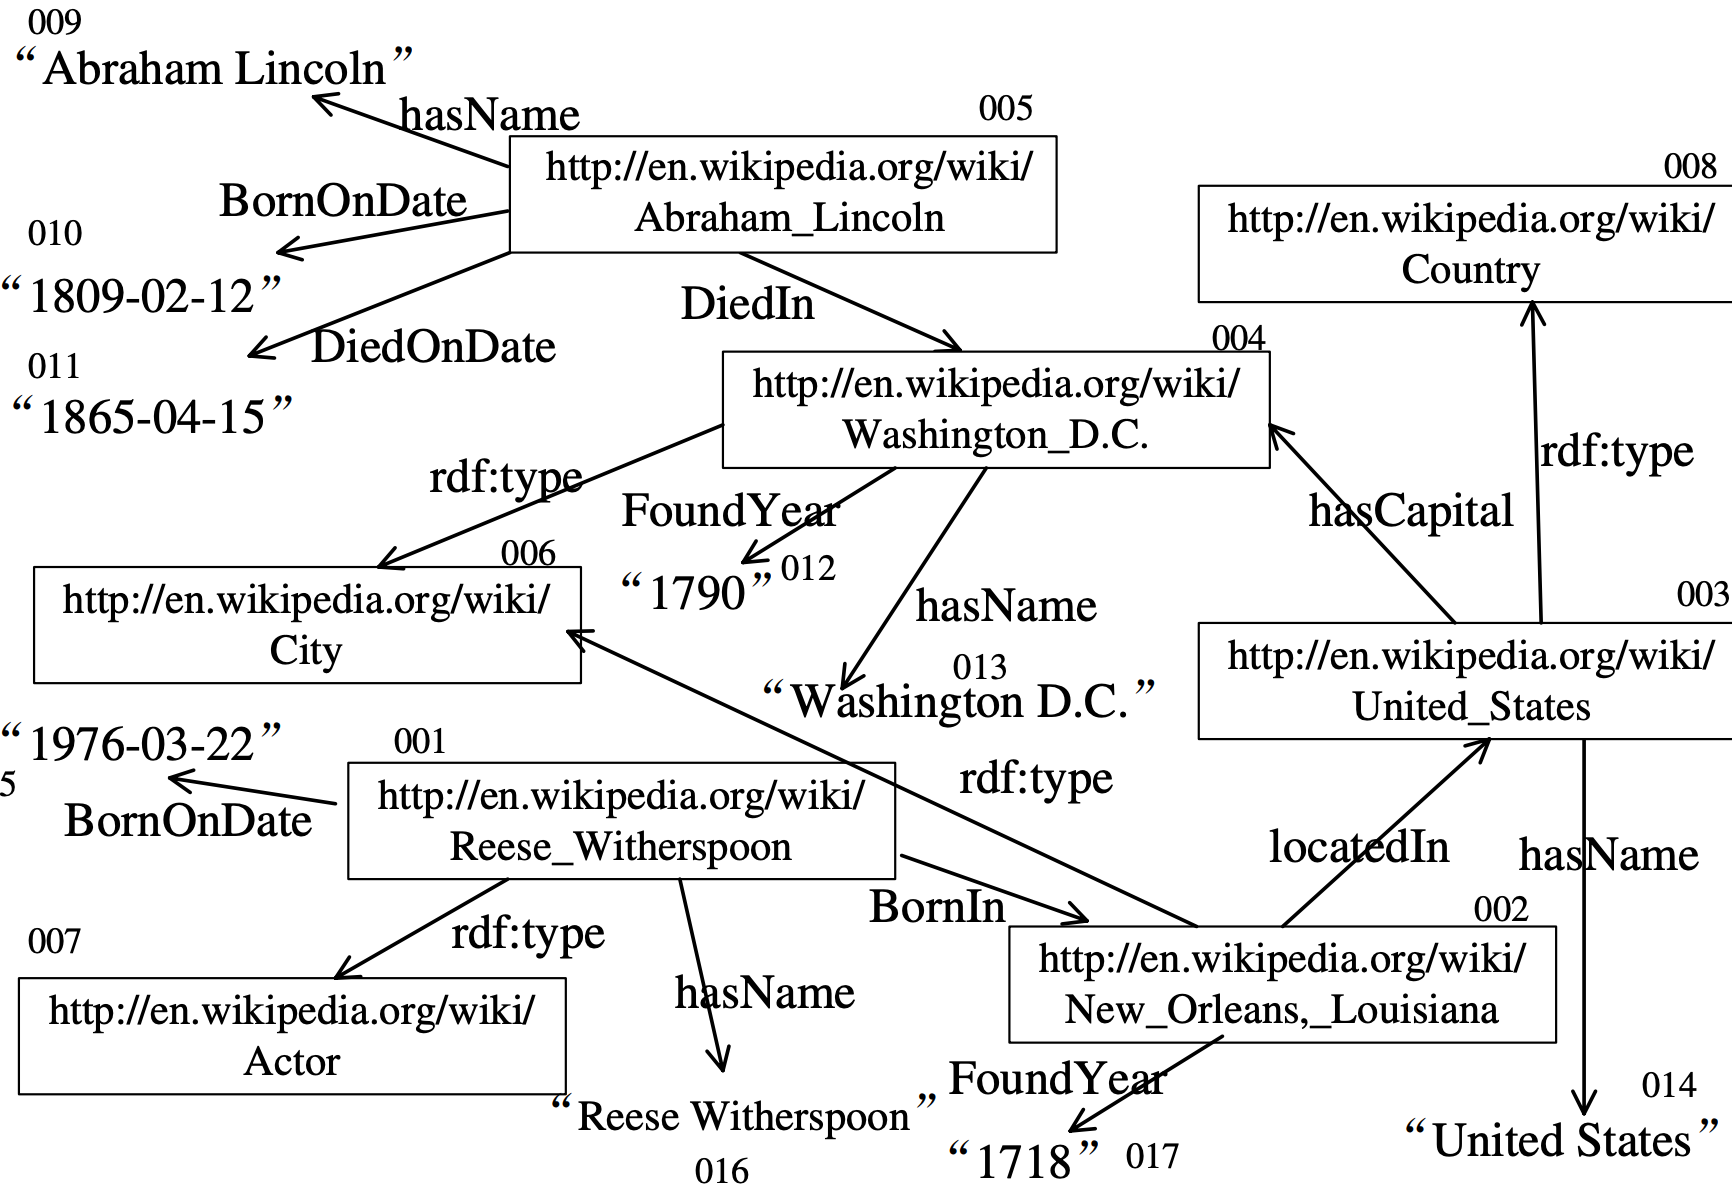 009
“Abraham Lincoln”
hasName
005
http://en.wikipedia.org/wiki/
Abraham_Lincoln
008
http://en.wikipedia.org/wiki/
Country
BornOnDate
010
“1809-02-12”
DiedIn
DiedOnDate
011
“1865-04-15”
004
http://en.wikipedia.org/wiki/
Washington_D.C.
rdf:type
rdf:type
FoundYear
hasCapital
006
“1790” 012
http://en.wikipedia.org/wiki/
City
hasName
003
http://en.wikipedia.org/wiki/
United_States
013
“Washington D.C.”
“1976-03-22”
5
001
BornOnDate
http://en.wikipedia.org/wiki/
Reese_Witherspoon
rdf:type
locatedIn
hasName
BornIn
002
rdf:type
007
http://en.wikipedia.org/wiki/
New_Orleans,_Louisiana
hasName
http://en.wikipedia.org/wiki/
Actor
FoundYear
014
“Reese Witherspoon”
016
“1718” 017
“United States”